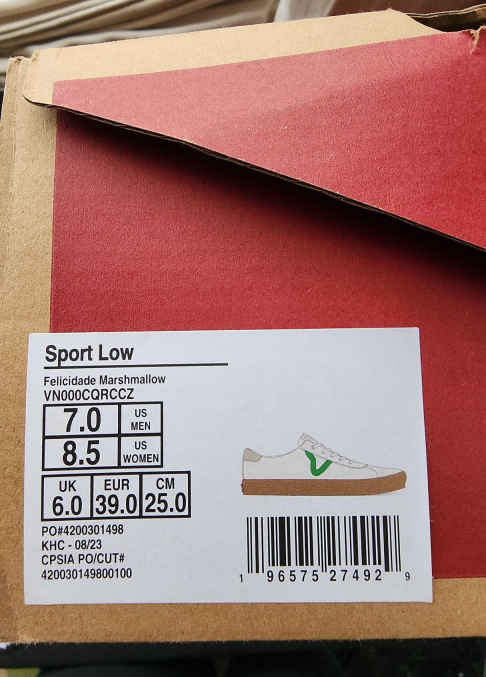 Sport Low
Felicidade Marshmallow
VN000CQRCCZ
7.0 US MEN
8.5 US WOMEN
UK 6.0 EUR 39.0 CM 25.0
PO#4200301498
KHC - 08/23
CPSIA PO/CUT#
420030149800100
1 96575 27492 9